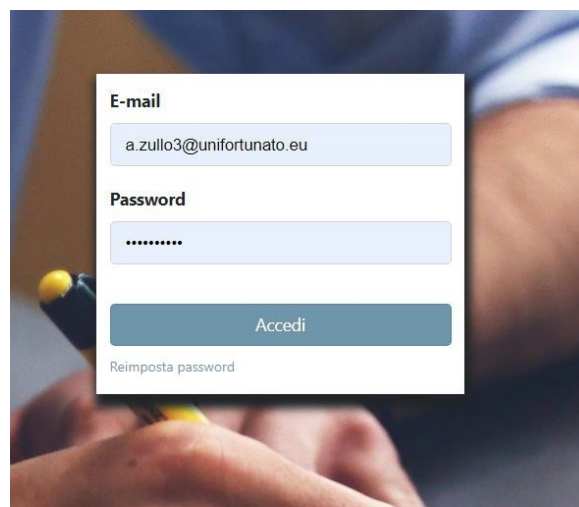 E-mail
a.zullo3@unifortunato.eu
Password
••••••••••
Accedi
Reimposta password